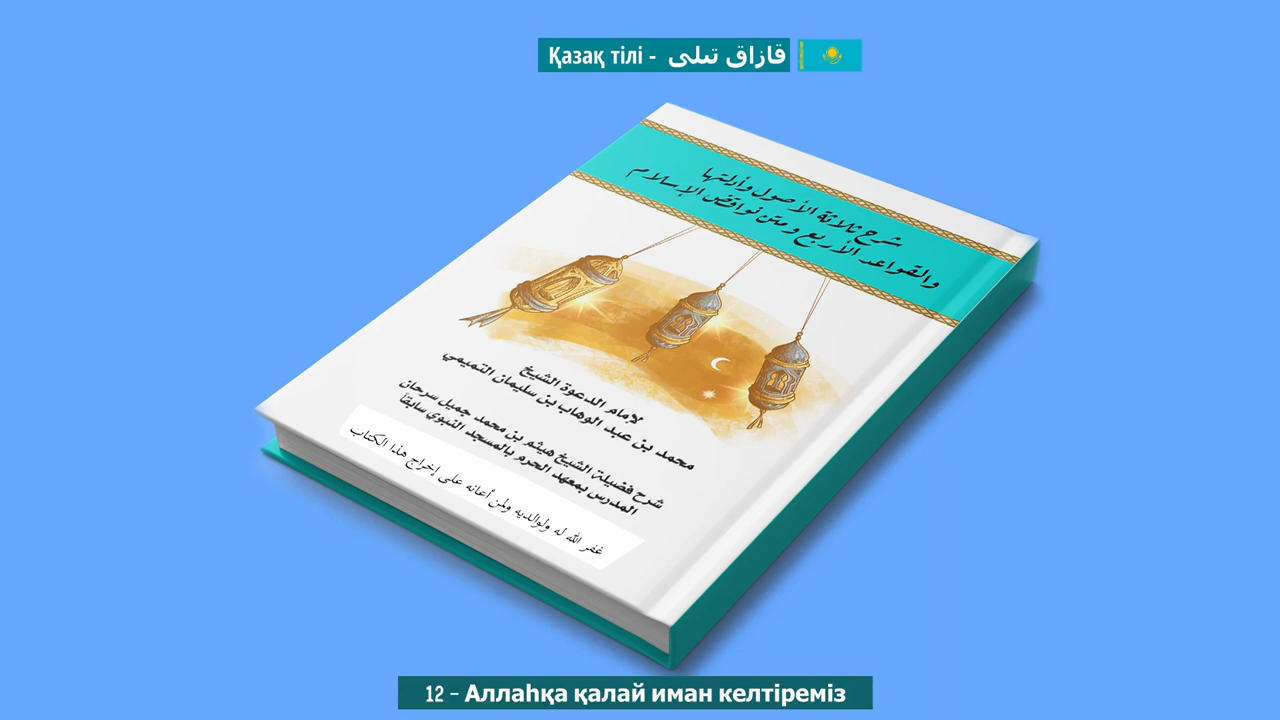 Қазақ тілі - قازاق تىلى
شرح ثلاثة الأصول وأدلتها
والقواعد الأربع ومتن نواقض الإسلام
لإمام الدعوة الشيخ
محمد بن عبد الوهاب بن سليمان التميمي
شرح فضيلة الشيخ هيثم بن محمد جميل سرحان
المدرس بمعهد الحرم بالمسجد النبوي سابقا
غفر الله له ولوالديه ولمن أعانه على إخراج هذا الكتاب
12 - Аллаһқа қалай иман келтіреміз